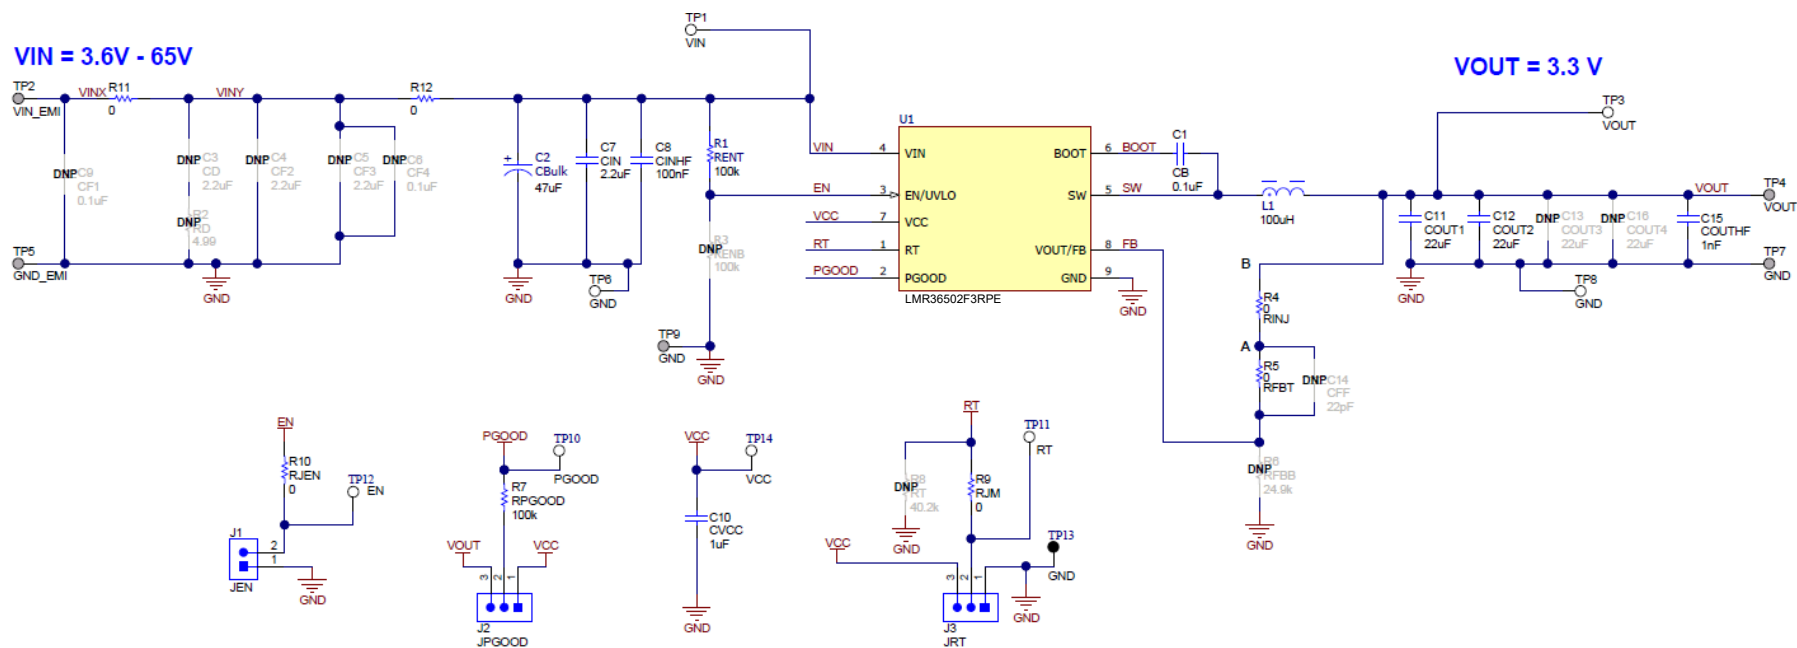 VIN = 3.6V - 65V
VOUT = 3.3 V
TP1
VIN
TP2
VIN_EMI
VINX
R11
0
VINY
R12
0
DNP
C9
CF1
0.1uF
DNP
C3
CD
2.2uF
DNP
R2
RD
4.99
DNP
C4
CF2
2.2uF
DNP
C5
CF3
2.2uF
DNP
C6
CF4
0.1uF
TP5
GND_EMI
GND
+
C2
CBulk
47uF
GND
C7
CIN
2.2uF
C8
CINHF
100nF
TP6
GND
R1
RENT
100k
DNP
R3
RENB
100k
TP9
GND
GND
U1
VIN
4
VIN
EN
3
EN/UVLO
VCC
7
VCC
RT
1
RT
PGOOD
2
PGOOD
BOOT
6
BOOT
SW
5
SW
VOUT/FB
8
FB
GND
9
GND
LMR36502F3RPE
C1
CB
0.1uF
L1
100uH
TP3
VOUT
VOUT
TP4
VOUT
C11
COUT1
22uF
C12
COUT2
22uF
DNP
C13
COUT3
22uF
DNP
C16
COUT4
22uF
C15
COUTHF
1nF
TP7
GND
GND
TP8
GND
B
R4
0
RINJ
A
R5
0
RFBT
DNP
C14
CFF
22pF
DNP
R6
RFBB
24.9k
GND
EN
R10
RJEN
0
TP12
EN
J1
2
1
JEN
GND
PGOOD
TP10
PGOOD
R7
RPGOOD
100k
VOUT
VCC
3
2
1
J2
JPGOOD
VCC
TP14
VCC
C10
CVCC
1uF
GND
RT
TP11
RT
DNP
R8
RT
40.2k
GND
R9
RJM
0
VCC
TP13
GND
3
2
1
GND
J3
JRT